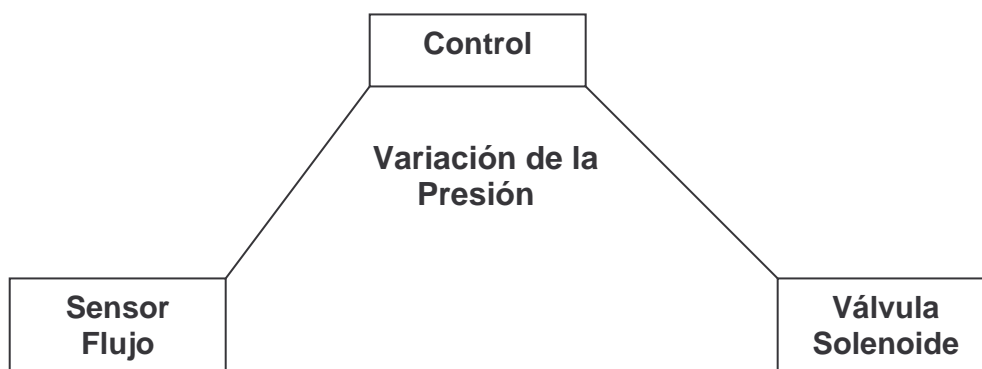 Control
Variación de la
Presión
Sensor
Flujo
Válvula
Solenoide